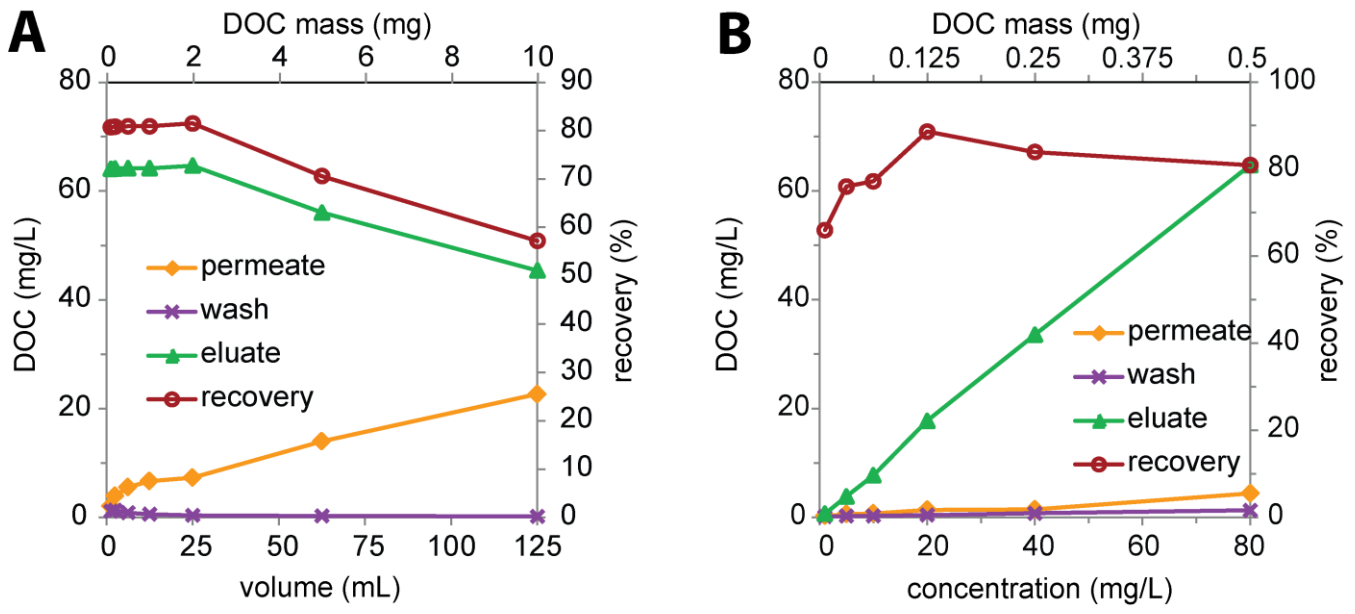 A
DOC mass (mg)
0 2 4 6 8 10
80 90
80
60 70
60
DOC (mg/L)
40 50
40
recovery (%)
permeate
wash
eluate
recovery
30
20 20
10
0 0
0 25 50 75 100 125
volume (mL)
B
DOC mass (mg)
0 0.125 0.25 0.375 0.5
80 100
60 80
DOC (mg/L)
40 60
recovery (%)
permeate
wash
eluate
recovery
40
20 20
0 0
0 20 40 60 80
concentration (mg/L)